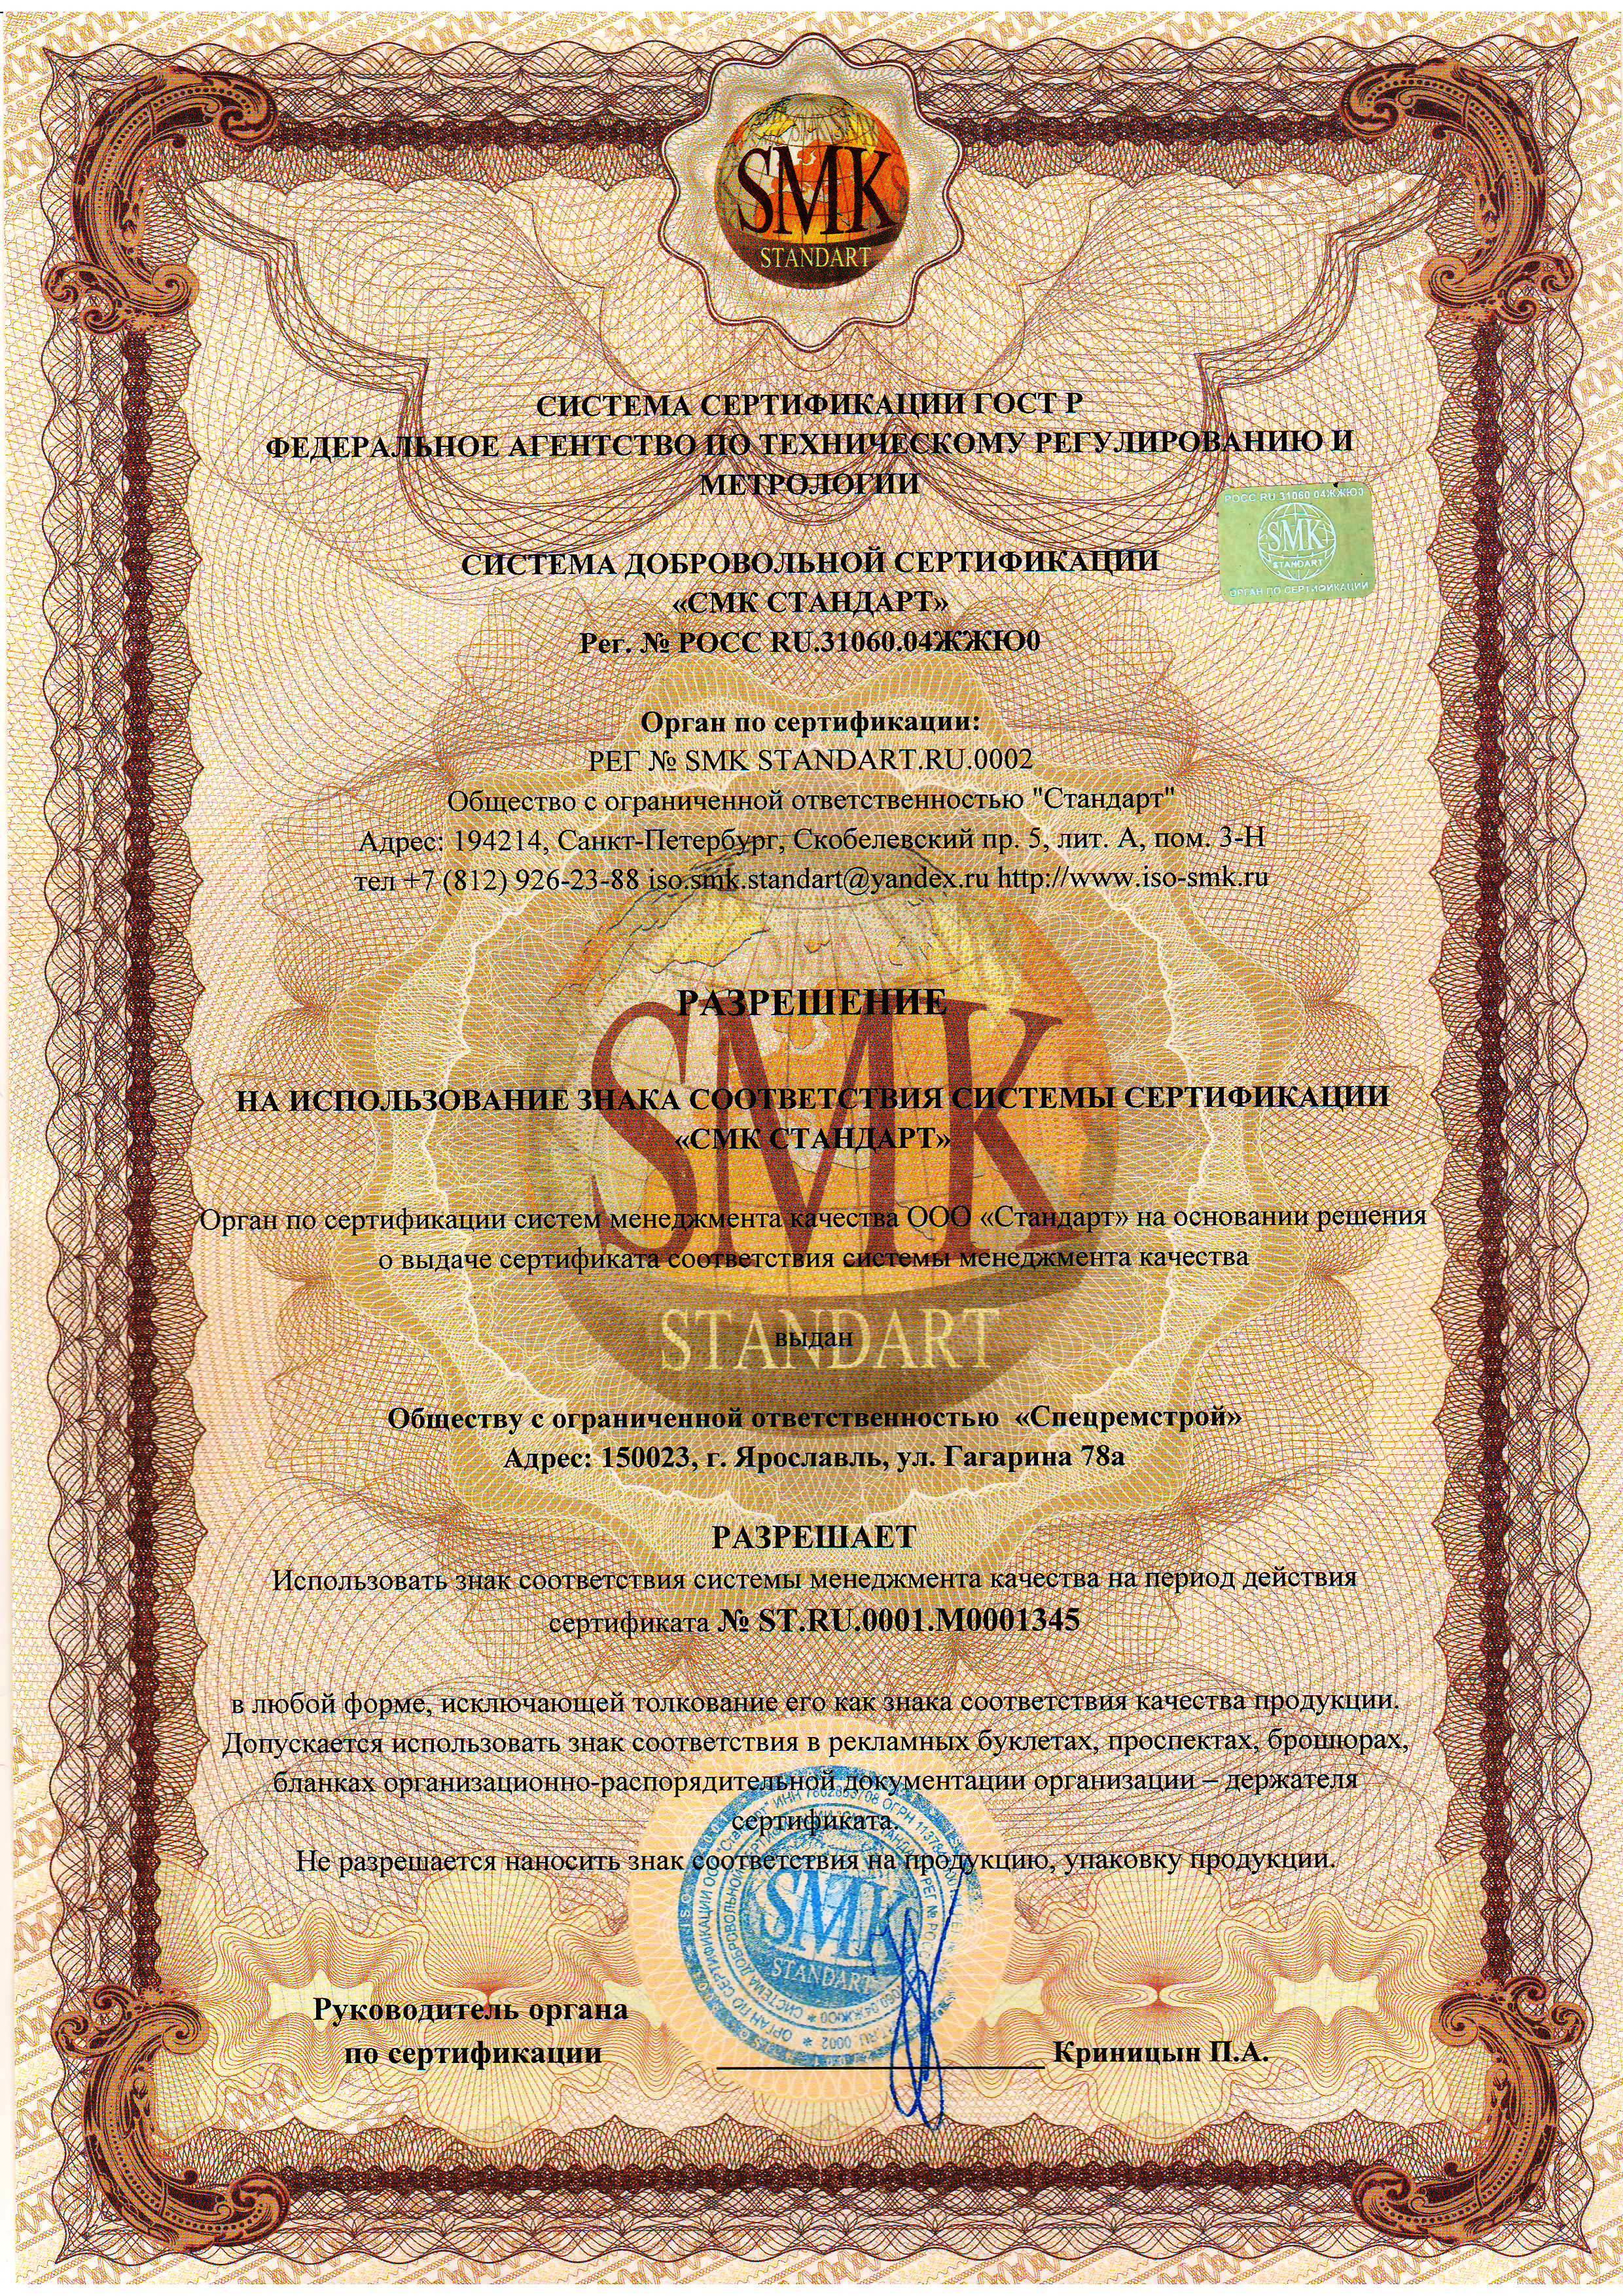 SMK
STANDART
СИСТЕМА СЕРТИФИКАЦИИ ГОСТ Р
ФЕДЕРАЛЬНОЕ АГЕНТСТВО ПО ТЕХНИЧЕСКОМУ РЕГУЛИРОВАНИЮ И
МЕТРОЛОГИИ
РОСС RU 31060 04ЖЖЮ0
SMK
STANDART
ОРГАН ПО СЕРТИФИКАЦИИ
СИСТЕМА ДОБРОВОЛЬНОЙ СЕРТИФИКАЦИИ
«СМК СТАНДАРТ»
Рег. № РОСС RU.31060.04ЖЖЮ0
Орган по сертификации:
РЕГ № SMK STANDART.RU.0002
Общество с ограниченной ответственностью "Стандарт"
Адрес: 194214, Санкт-Петербург, Скобелевский пр. 5, лит. А, пом. 3-Н
тел +7 (812) 926-23-88 iso.smk.standart@yandex.ru http://www.iso-smk.ru
РАЗРЕШЕНИЕ
НА ИСПОЛЬЗОВАНИЕ ЗНАКА СООТВЕТСТВИЯ СИСТЕМЫ СЕРТИФИКАЦИИ
«СМК СТАНДАРТ»
SMK
Орган по сертификации систем менеджмента качества ООО «Стандарт» на основании решения
о выдаче сертификата соответствия системы менеджмента качества
STANDART
выдан
Обществу с ограниченной ответственностью «Спецремстрой»
Адрес: 150023, г. Ярославль, ул. Гагарина 78а
РАЗРЕШАЕТ
Использовать знак соответствия системы менеджмента качества на период действия
сертификата № ST.RU.0001.M0001345
в любой форме, исключающей толкование его как знака соответствия качества продукции.
Допускается использовать знак соответствия в рекламных буклетах, проспектах, брошюрах,
бланках организационно-распорядительной документации организации – держателя
сертификата.
Не разрешается наносить знак соответствия на продукцию, упаковку продукции.
SMK
STANDART
Руководитель органа
по сертификации
Криницын П.А.